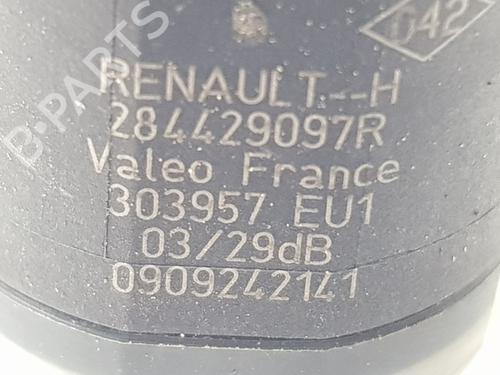 D42
RENAULT--H
284429097R
Valeo France
303957 EU1
03/29dB
0909242141
B-PARTS